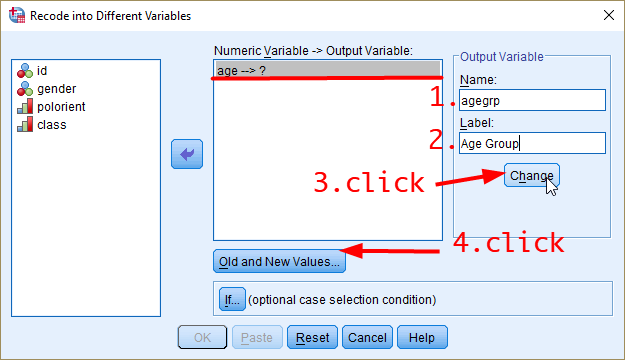 Recode into Different Variables
Numeric Variable -> Output Variable:
id
gender
polorient
class
age --> ?
Output Variable
Name:
1.
agegrp
Label:
2.
Age Group
Change
3.click
4.click
Old and New Values...
If...
(optional case selection condition)
OK
Paste
Reset
Cancel
Help